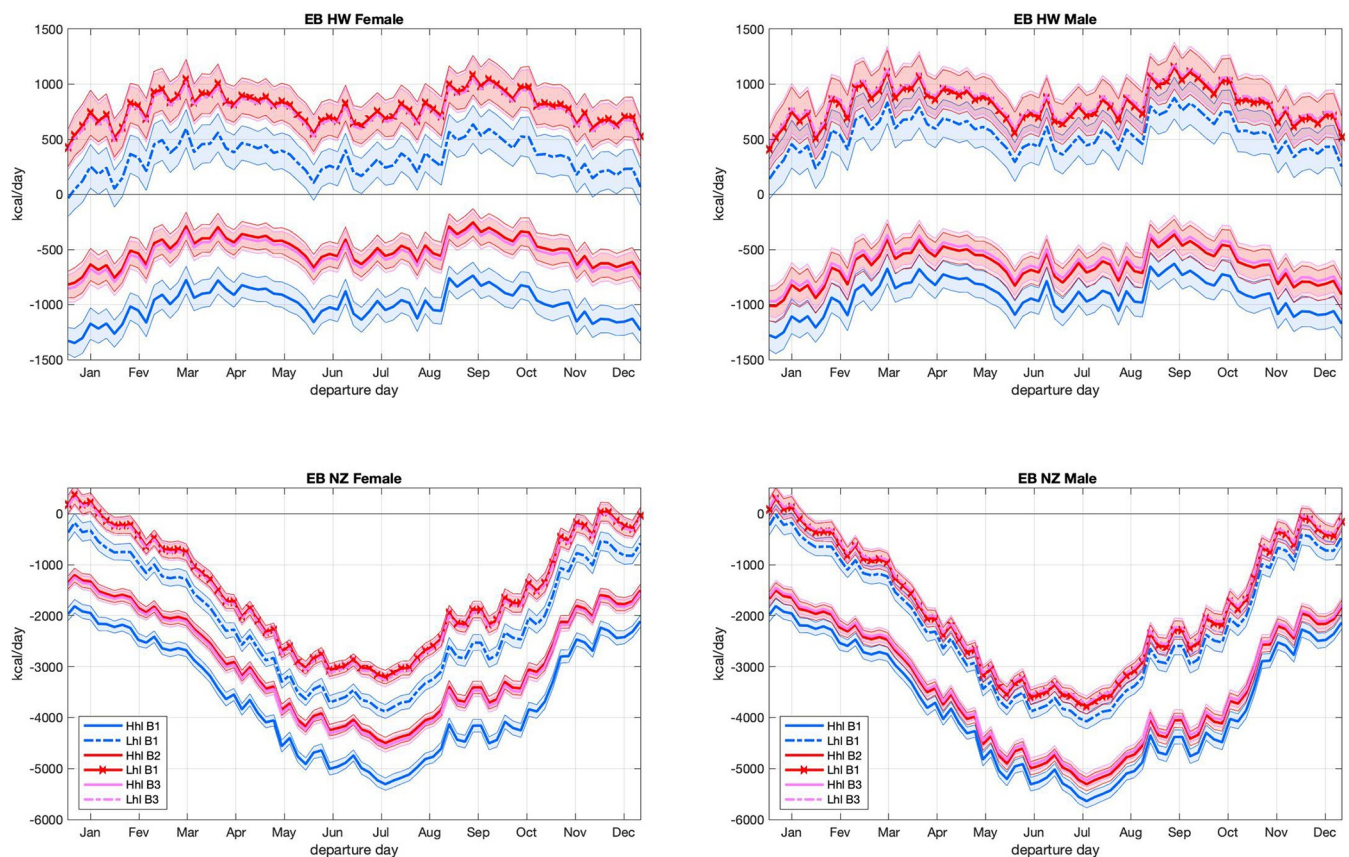 EB HW Female
1500
1000
500
0
-500
-1000
-1500
kcal/day
Jan Fev Mar Apr May Jun Jul Aug Sep Oct Nov Dec
departure day
EB HW Male
1500
1000
500
0
-500
-1000
-1500
kcal/day
Jan Fev Mar Apr May Jun Jul Aug Sep Oct Nov Dec
departure day
EB NZ Female
0
-1000
-2000
-3000
-4000
-5000
-6000
kcal/day
Hhl B1
Lhl B1
Hhl B2
Lhl B1
Hhl B3
Lhl B3
Jan Fev Mar Apr May Jun Jul Aug Sep Oct Nov Dec
departure day
EB NZ Male
0
-1000
-2000
-3000
-4000
-5000
-6000
kcal/day
Hhl B1
Lhl B1
Hhl B2
Lhl B1
Hhl B3
Lhl B3
Jan Fev Mar Apr May Jun Jul Aug Sep Oct Nov Dec
departure day